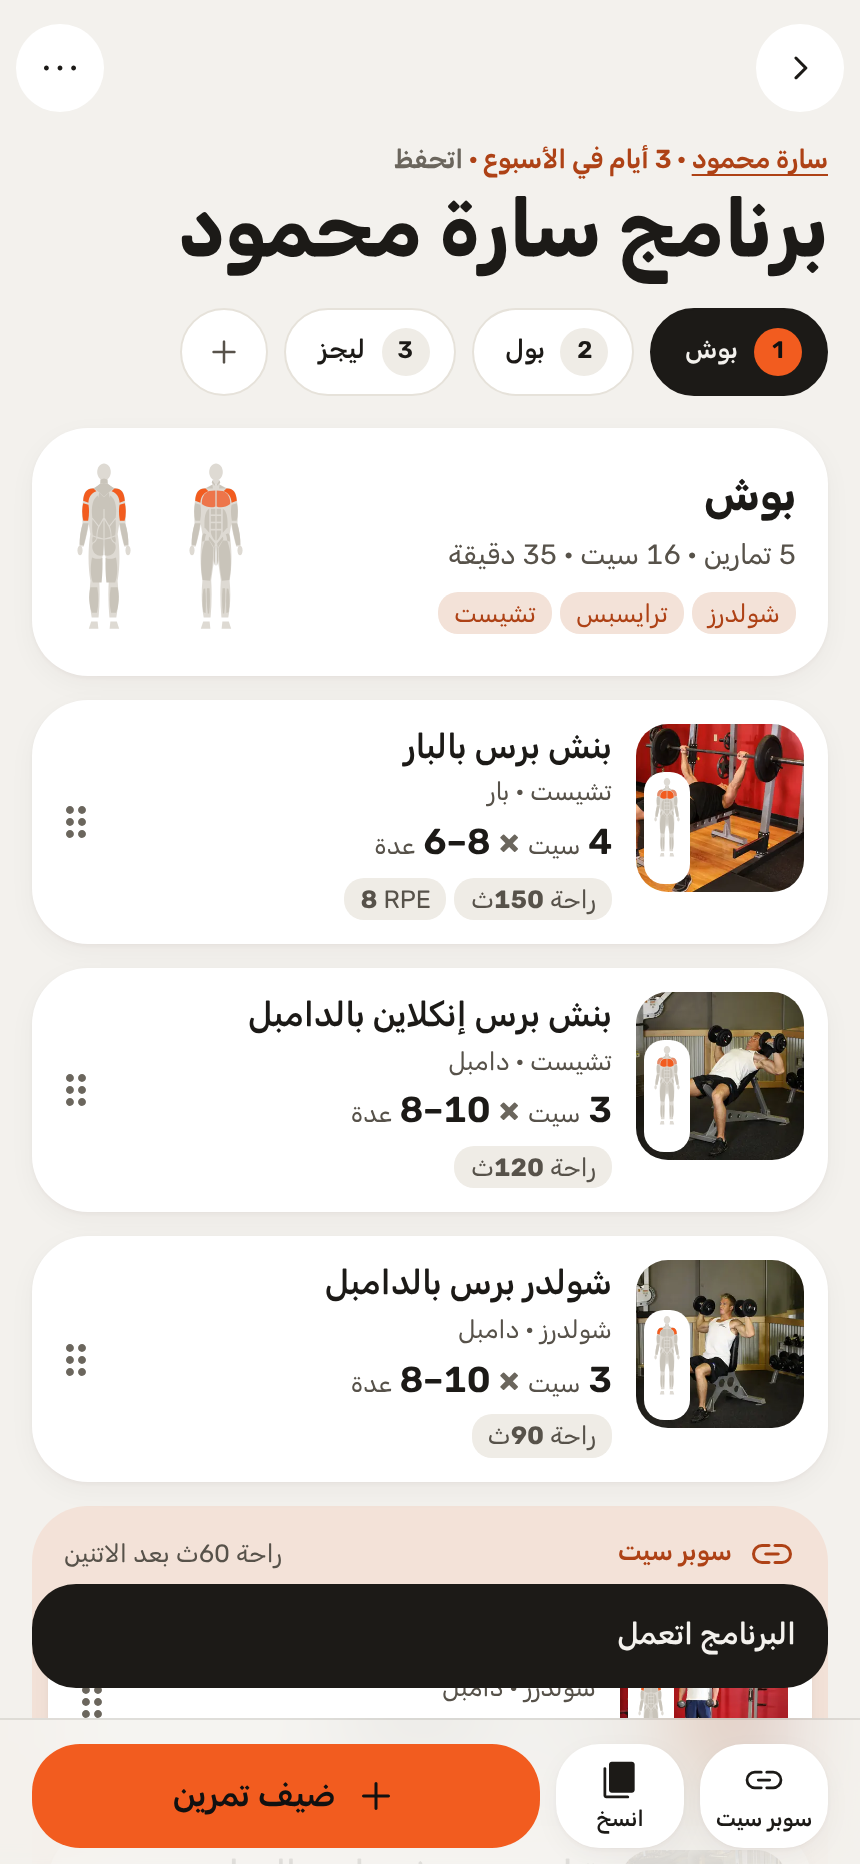 سارة محمود • 3 أيام في الأسبوع • اتحفظ
برنامج سارة محمود
1 بوش
2 بول
3 ليجز
بوش
5 تمارين • 16 سيت • 35 دقيقة
شولدرز ترايسبس تشيست
بنش برس بالبار
تشيست • بار
4 سيت × 6–8 عدة
راحة 150ث
RPE 8
بنش برس إنكلاين بالدامبل
تشيست • دامبل
3 سيت × 8–10 عدة
راحة 120ث
شولدر برس بالدامبل
شولدرز • دامبل
3 سيت × 8–10 عدة
راحة 90ث
سوبر سيت
راحة 60ث بعد الاتنين
البرنامج اتعمل
شولدرز • دامبل
سوبر سيت
انسخ
ضيف تمرين